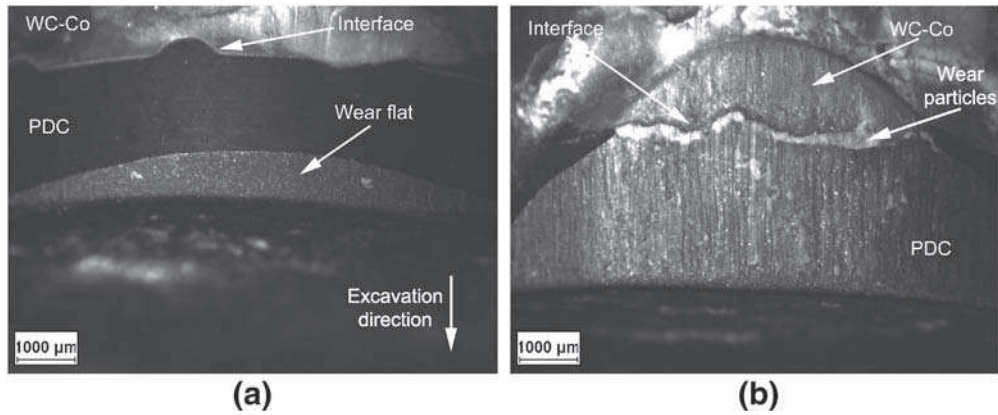 WC-Co
Interface
Wear flat
PDC
Excavation
direction
1000 µm
(a)
Interface
WC-Co
Wear
particles
PDC
1000 µm
(b)